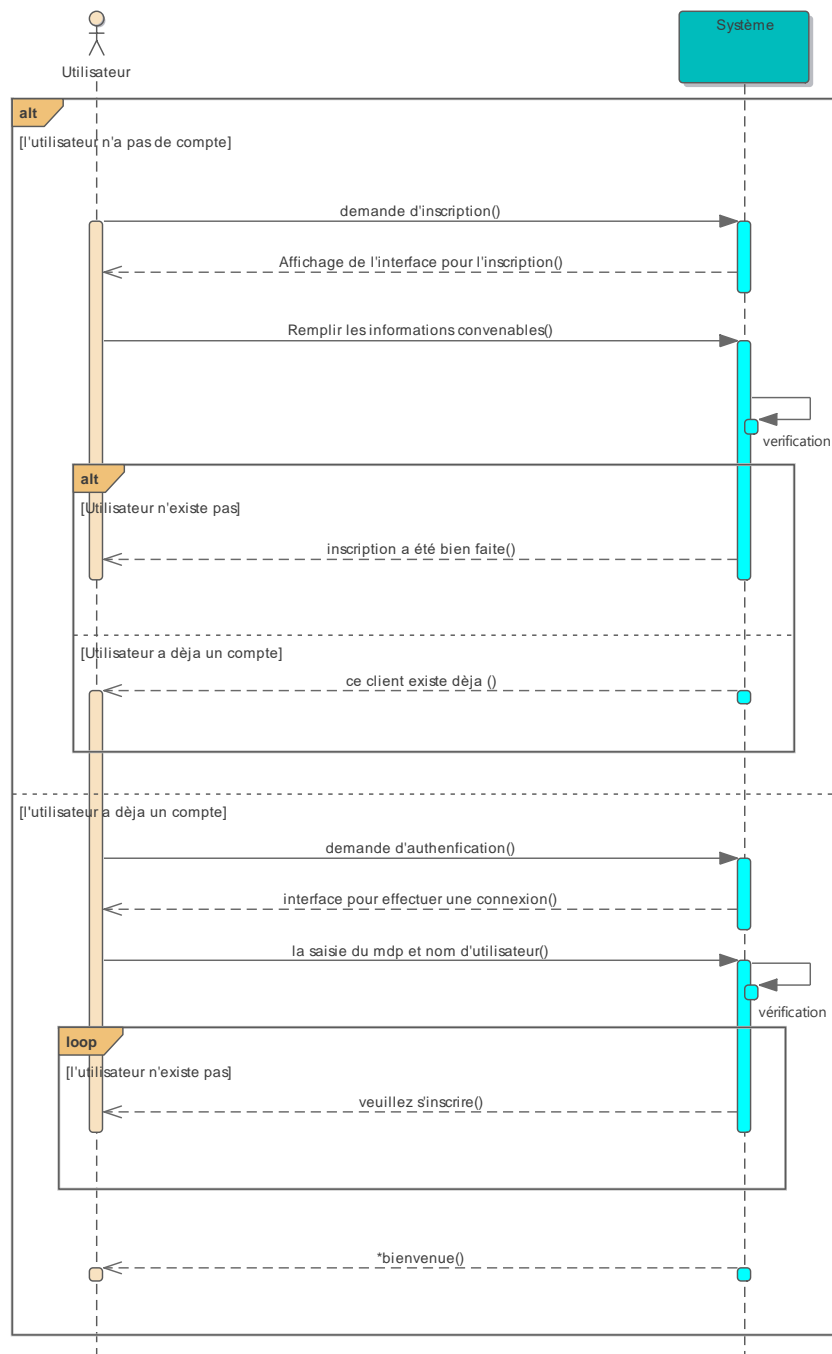 Utilisateur
Système
alt
[l'utilisateur n'a pas de compte]
demande d'inscription()
Affichage de l'interface pour l'inscription()
Remplir les informations convenables()
verification
alt
[Utilisateur n'existe pas]
inscription a été bien faite()
[Utilisateur a dèja un compte]
ce client existe dèja ()
[l'utilisateur a dèja un compte]
demande d'authenfication()
interface pour effectuer une connexion()
la saisie du mdp et nom d'utilisateur()
vérification
loop
[l'utilisateur n'existe pas]
veuillez s'inscrire()
*bienvenue()